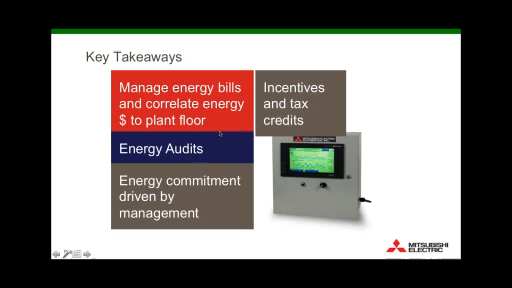 Key Takeaways
Manage energy bills
and correlate energy
$ to plant floor
Incentives
and tax
credits
Energy Audits
Energy commitment
driven by
management
MITSUBISHI
ELECTRIC